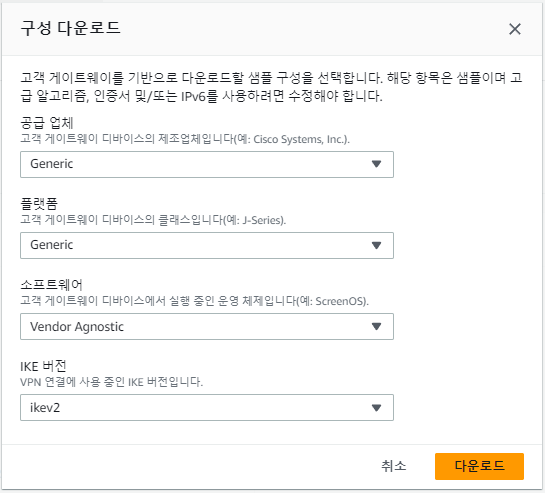 구성 다운로드
고객 게이트웨이를 기반으로 다운로드할 샘플 구성을 선택합니다. 해당 항목은 샘플이며 고
급 알고리즘, 인증서 및/또는 IPv6를 사용하려면 수정해야 합니다.
공급 업체
고객 게이트웨이 디바이스의 제조업체입니다(예: Cisco Systems, Inc.).
Generic
플랫폼
고객 게이트웨이 디바이스의 클래스입니다(예: J-Series).
Generic
소프트웨어
고객 게이트웨이 디바이스에서 실행 중인 운영 체제입니다(예: ScreenOS).
Vendor Agnostic
IKE 버전
VPN 연결에 사용 중인 IKE 버전입니다.
ikev2
취소
다운로드